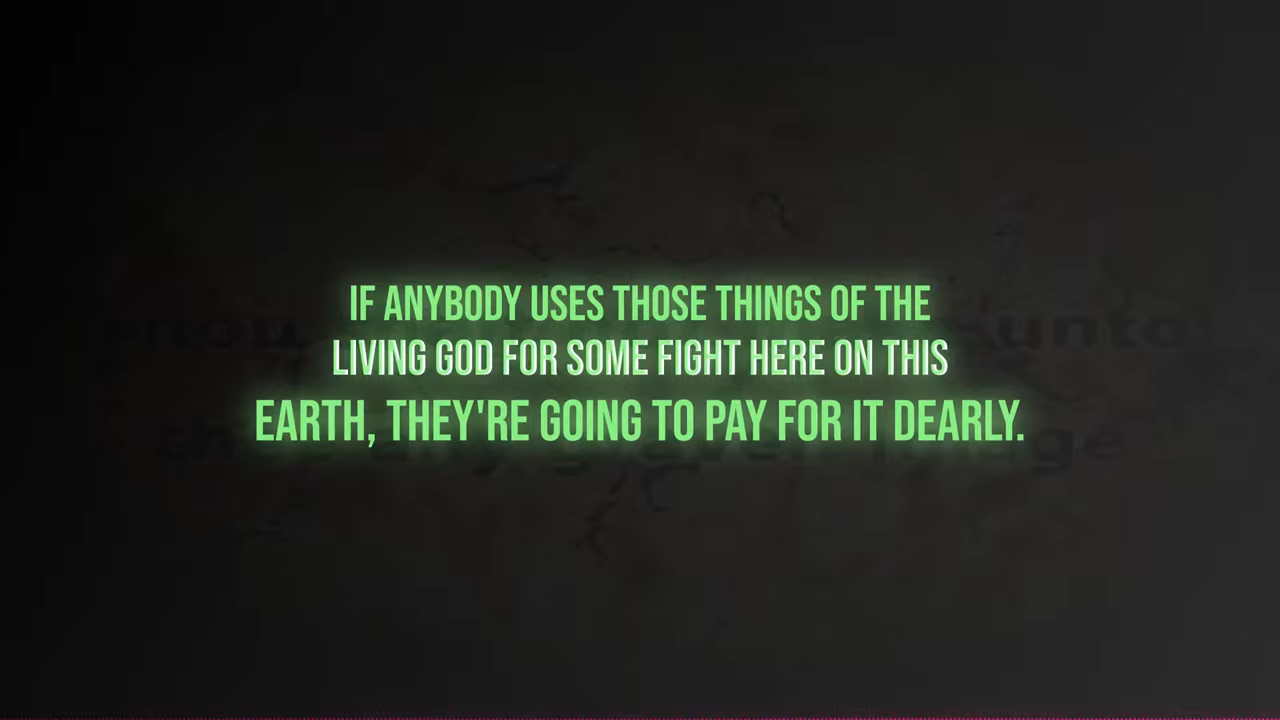 IF ANYBODY USES THOSE THINGS OF THE
LIVING GOD FOR SOME FIGHT HERE ON THIS
EARTH, THEY'RE GOING TO PAY FOR IT DEARLY.
unto